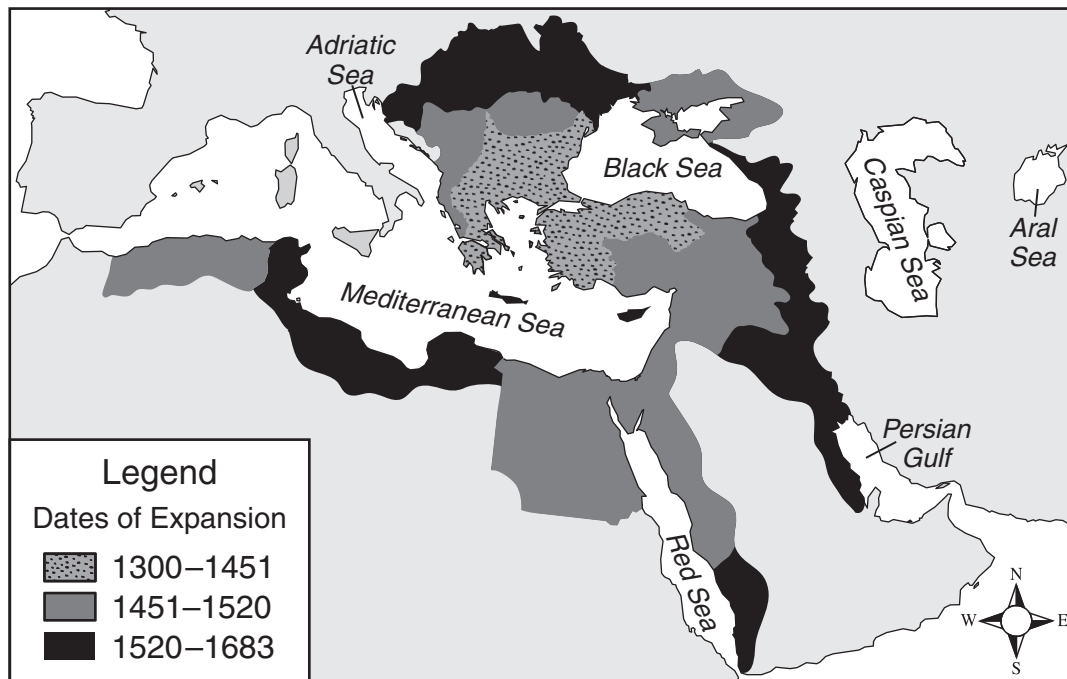 Adriatic
Sea
Black Sea
Caspian Sea
Aral
Sea
Mediterranean Sea
Persian
Gulf
Red Sea
Legend
Dates of Expansion
1300–1451
1451–1520
1520–1683
N
W E
S